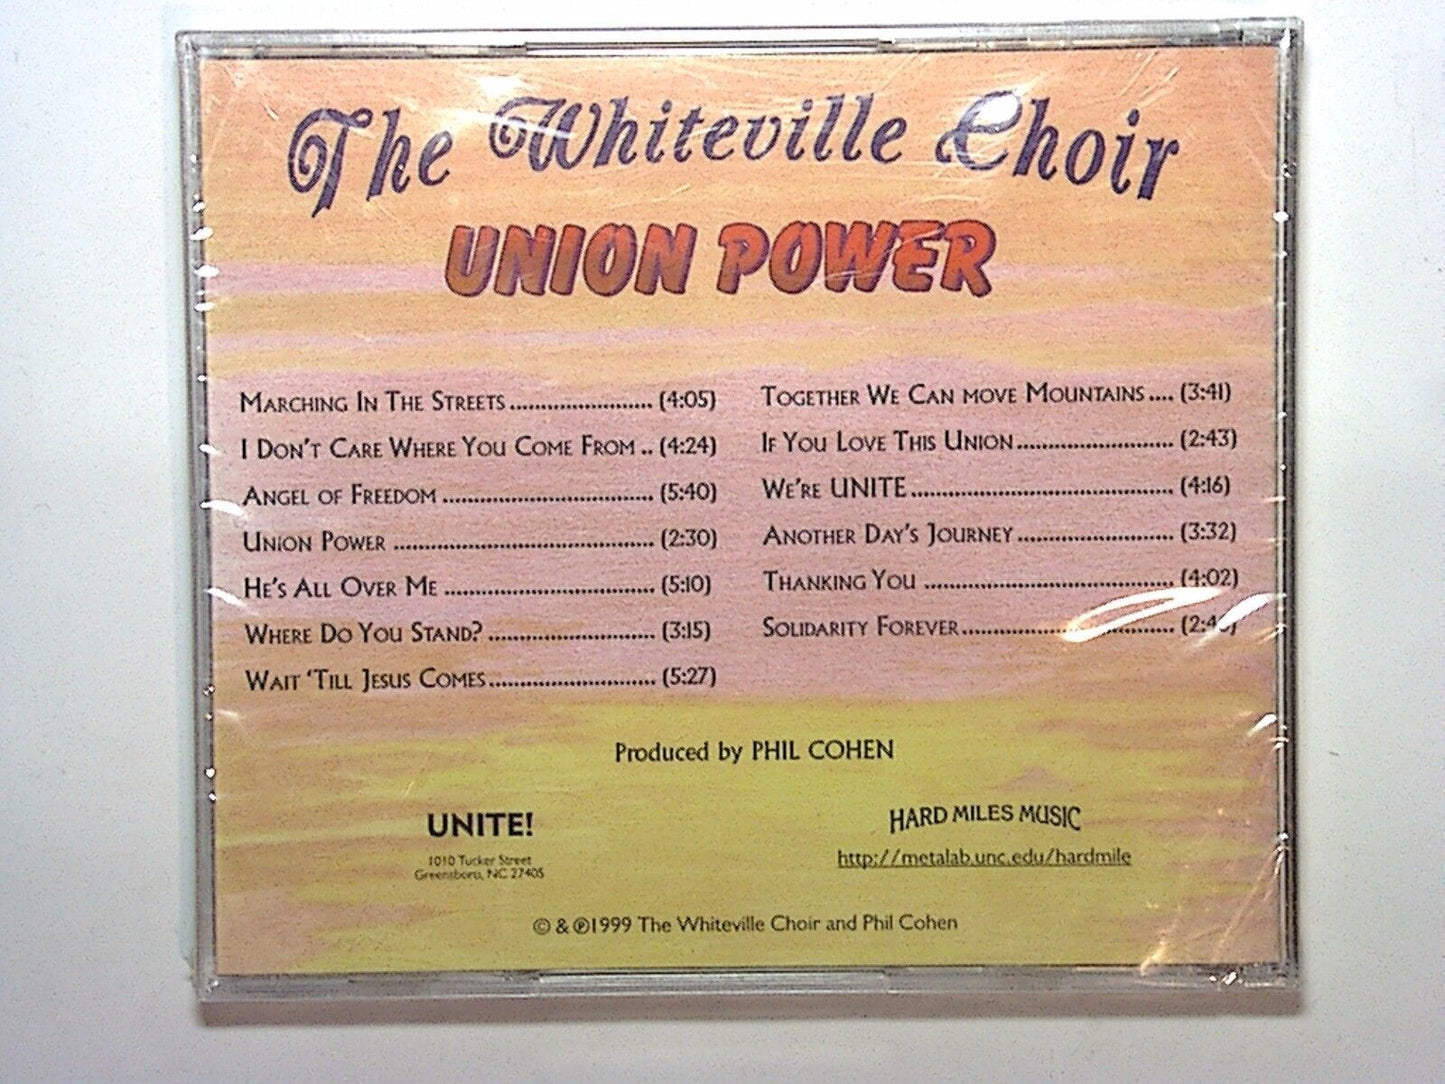 The Whiteville Choir
UNION POWER
MARCHING IN THE STREETS ........................ (4:05)
I DON'T CARE WHERE YOU COME FROM .. (4:24)
ANGEL OF FREEDOM ................................... (5:40)
UNION POWER ........................................... (2:30)
HE'S ALL OVER ME ................................... (5:10)
WHERE DO YOU STAND? ............................ (3:15)
WAIT 'TILL JESUS COMES ............................ (5:27)
TOGETHER WE CAN MOVE MOUNTAINS .... (3:41)
IF YOU LOVE THIS UNION .......................... (2:43)
WE'RE UNITE ............................................ (4:16)
ANOTHER DAY'S JOURNEY .......................... (3:32)
THANKING YOU .......................................... (4:02)
SOLIDARITY FOREVER ....................................
Produced by PHIL COHEN
UNITE!
1010 Tucker Street
Greensboro, NC 27405
HARD MILES MUSIC
http://metalab.unc.edu/hardmile
© & ℗1999 The Whiteville Choir and Phil Cohen